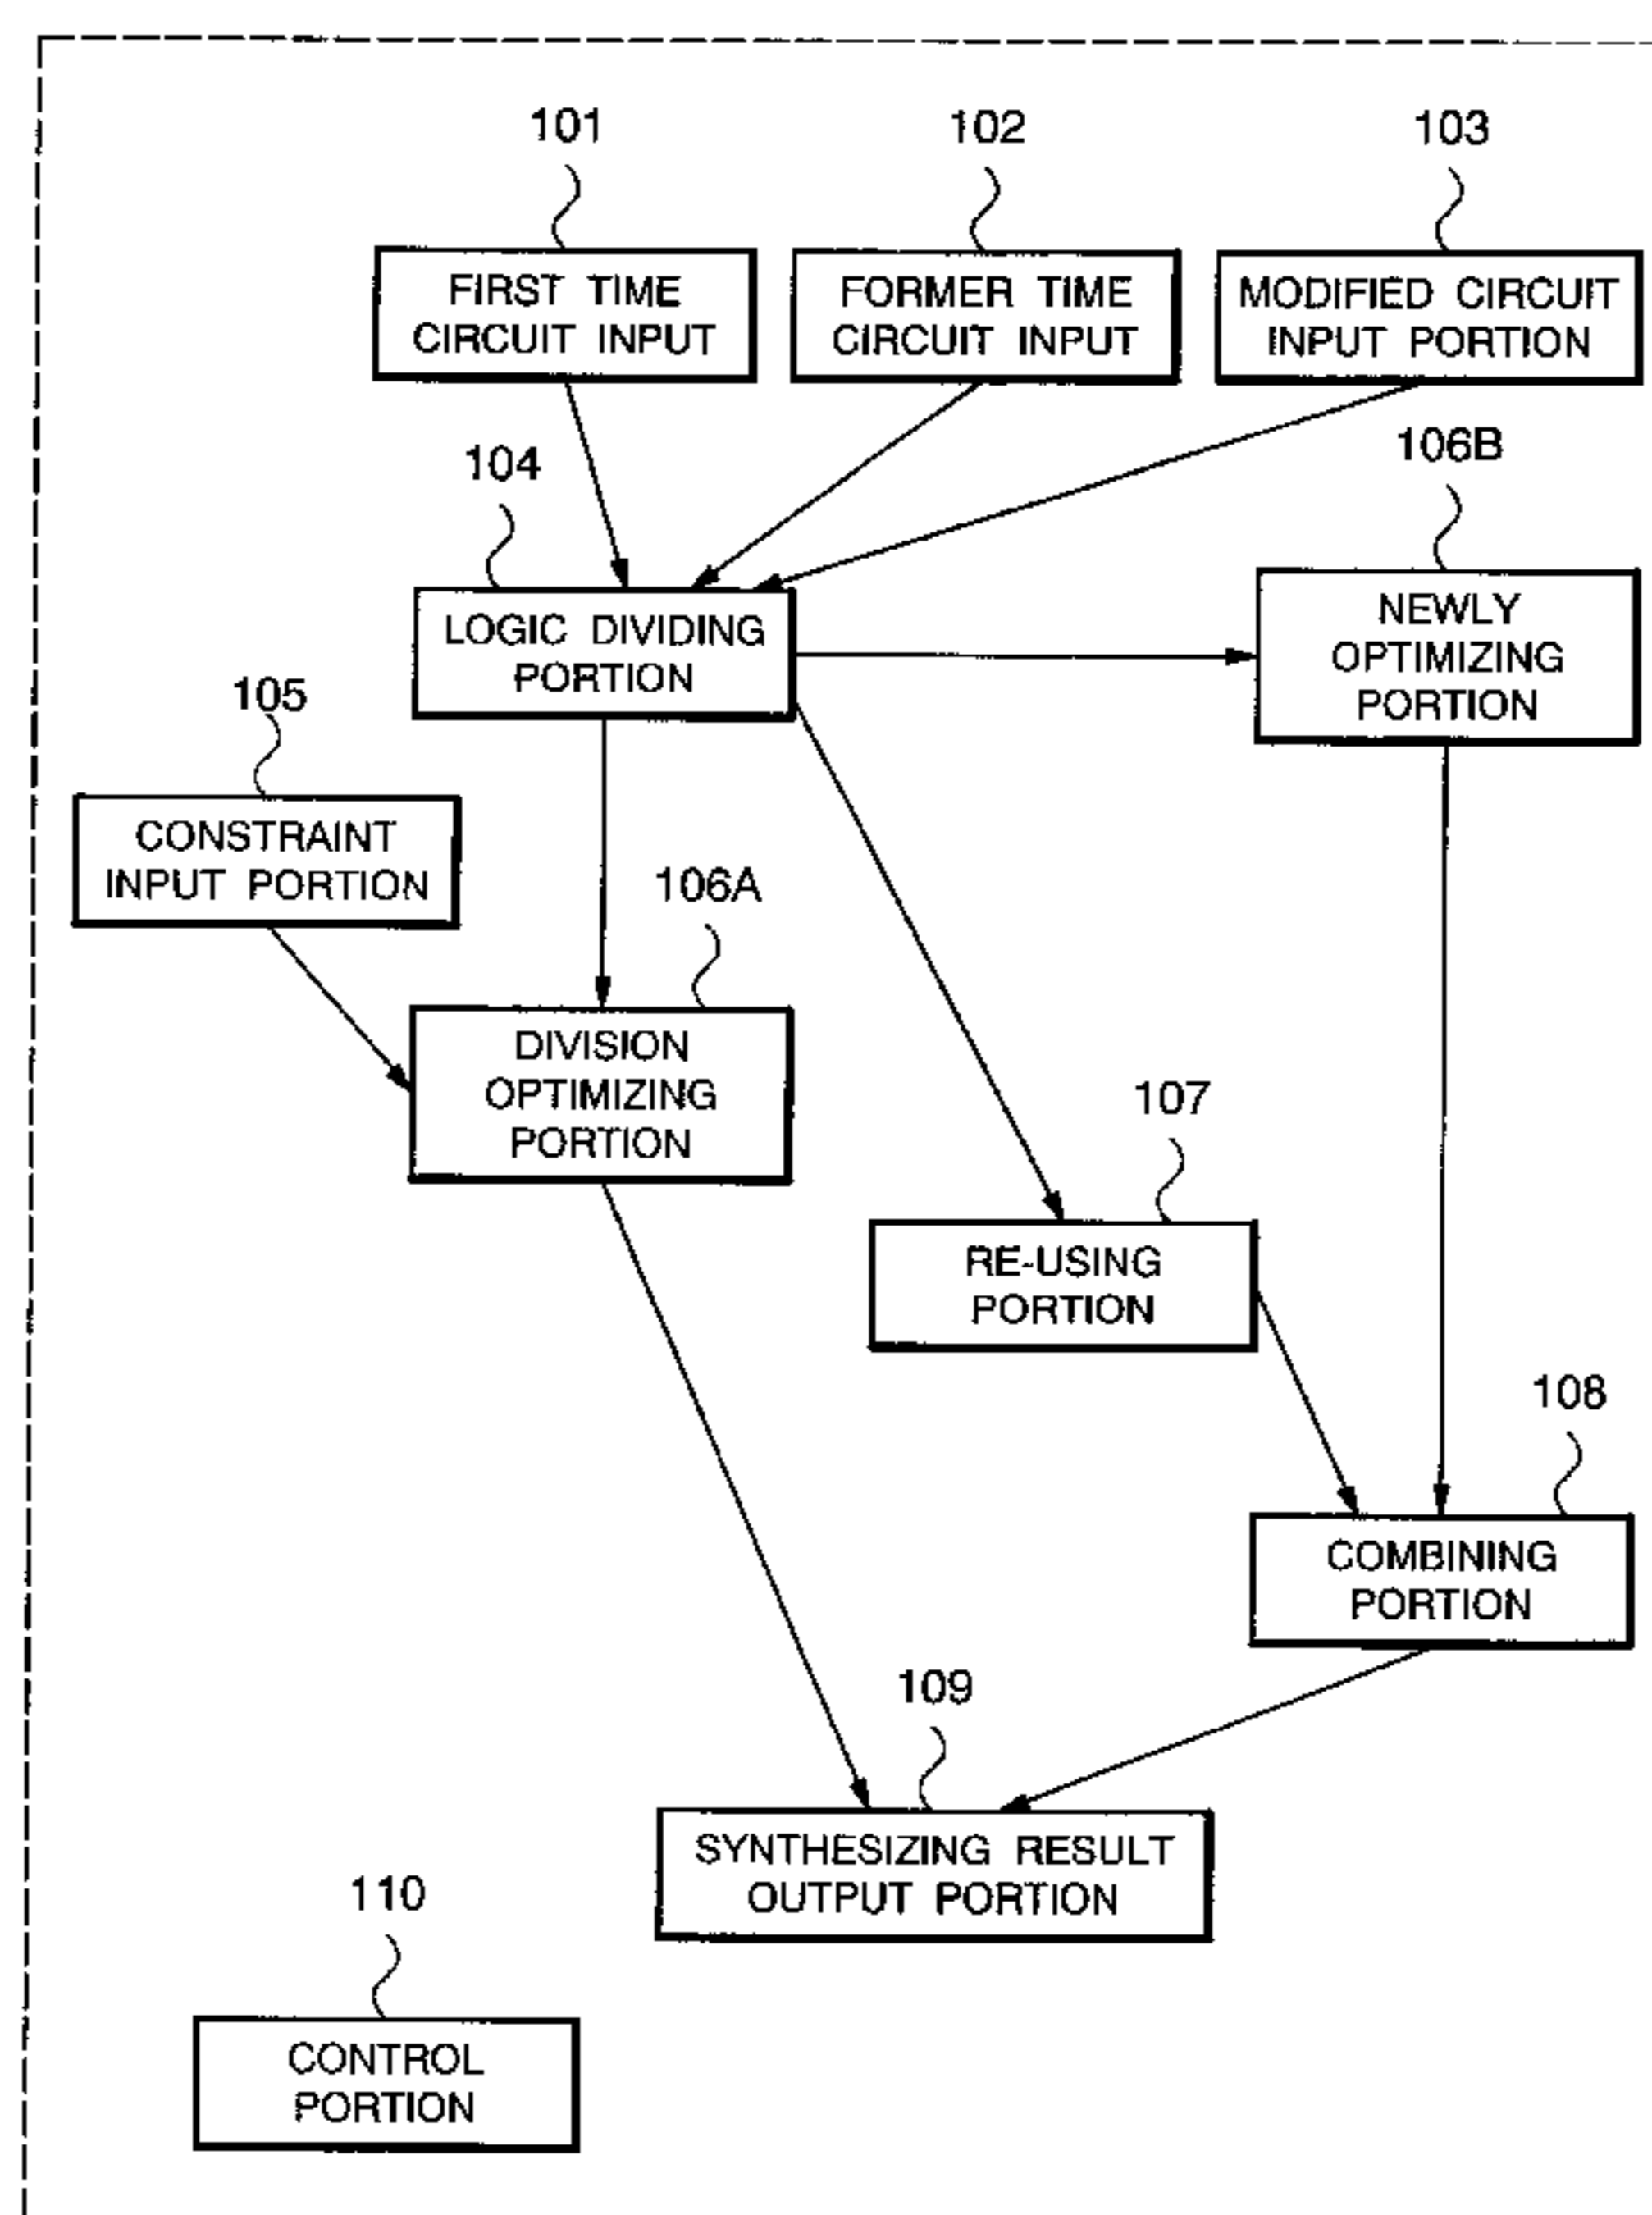 101
102
103
FIRST TIME
CIRCUIT INPUT
FORMER TIME
CIRCUIT INPUT
MODIFIED CIRCUIT
INPUT PORTION
104
106B
LOGIC DIVIDING
PORTION
NEWLY
OPTIMIZING
PORTION
105
CONSTRAINT
INPUT PORTION
106A
DIVISION
OPTIMIZING
PORTION
107
RE-USING
PORTION
108
COMBINING
PORTION
109
SYNTHESIZING RESULT
OUTPUT PORTION
110
CONTROL
PORTION